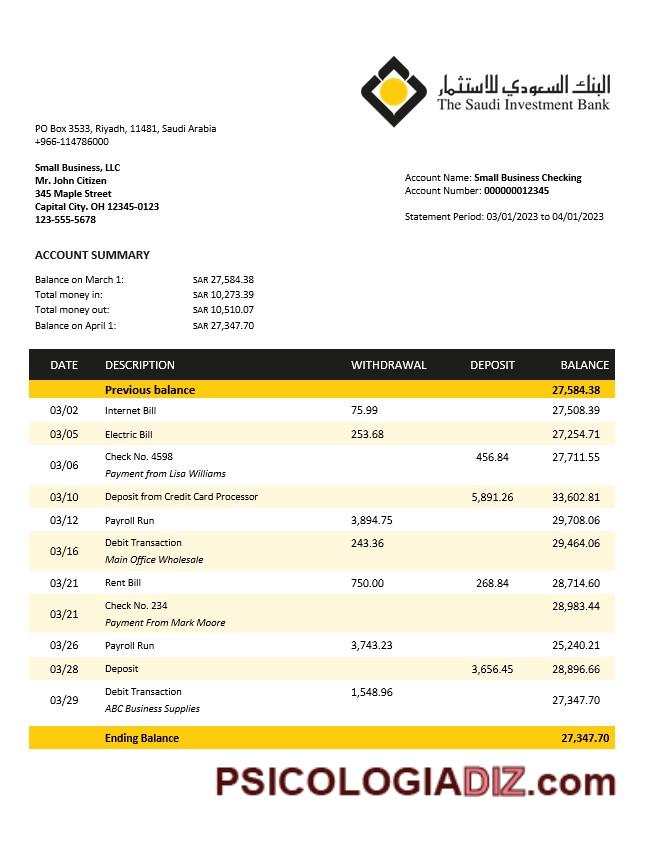 البنك السعودي للاستثمار
The Saudi Investment Bank
PO Box 3533, Riyadh, 11481, Saudi Arabia
+966-114786000
Small Business, LLC
Mr. John Citizen
345 Maple Street
Capital City. OH 12345-0123
123-555-5678
Account Name: Small Business Checking
Account Number: 000000012345
Statement Period: 03/01/2023 to 04/01/2023
ACCOUNT SUMMARY
Balance on March 1: SAR 27,584.38
Total money in: SAR 10,273.39
Total money out: SAR 10,510.07
Balance on April 1: SAR 27,347.70
DATE DESCRIPTION WITHDRAWAL DEPOSIT BALANCE
Previous balance 27,584.38
03/02 Internet Bill 75.99 27,508.39
03/05 Electric Bill 253.68 27,254.71
03/06 Check No. 4598 456.84 27,711.55
Payment from Lisa Williams
03/10 Deposit from Credit Card Processor 5,891.26 33,602.81
03/12 Payroll Run 3,894.75 29,708.06
03/16 Debit Transaction 243.36 29,464.06
Main Office Wholesale
03/21 Rent Bill 750.00 268.84 28,714.60
03/21 Check No. 234 28,983.44
Payment From Mark Moore
03/26 Payroll Run 3,743.23 25,240.21
03/28 Deposit 3,656.45 28,896.66
03/29 Debit Transaction 1,548.96 27,347.70
ABC Business Supplies
Ending Balance 27,347.70
PSICOLOGIADIZ.com